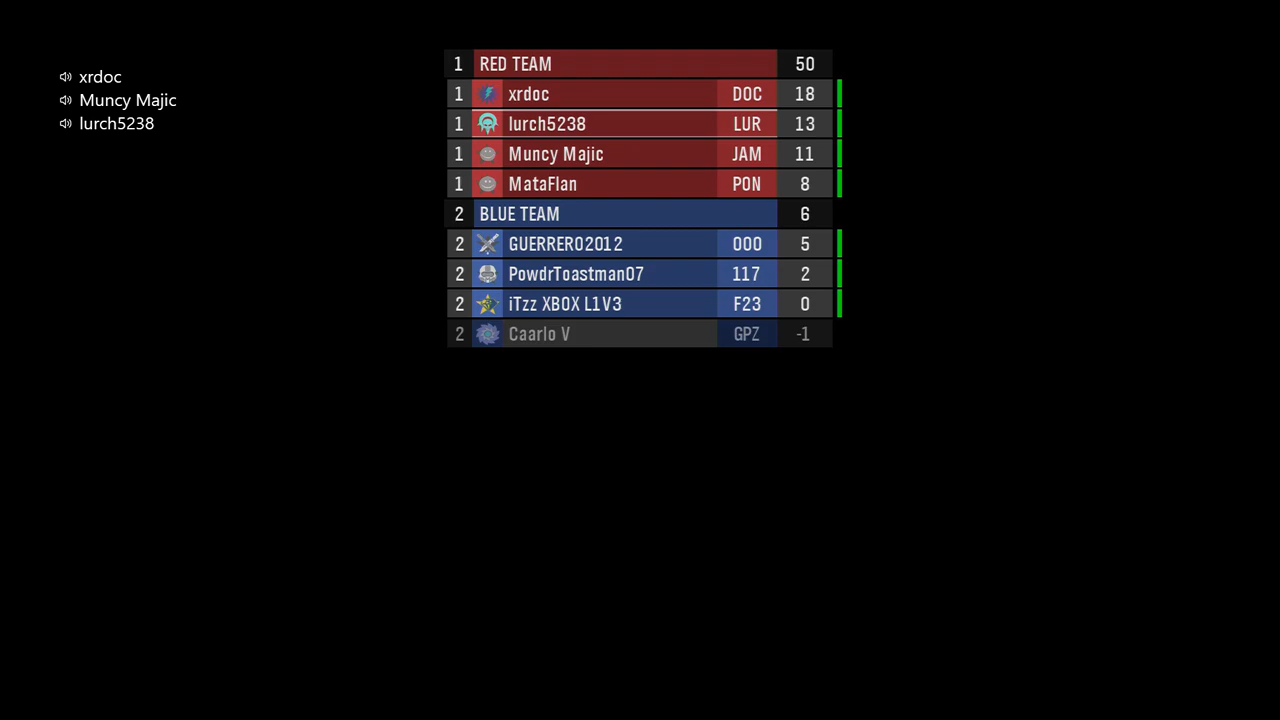 xrdoc
Muncy Majic
lurch5238
1 RED TEAM 50
1 xrdoc DOC 18
1 lurch5238 LUR 13
1 Muncy Majic JAM 11
1 MataFlan PON 8
2 BLUE TEAM 6
2 GUERRERO2012 000 5
2 PowdrToastman07 117 2
2 iTzz XBOX L1V3 F23 0
2 Caarlo V GPZ -1